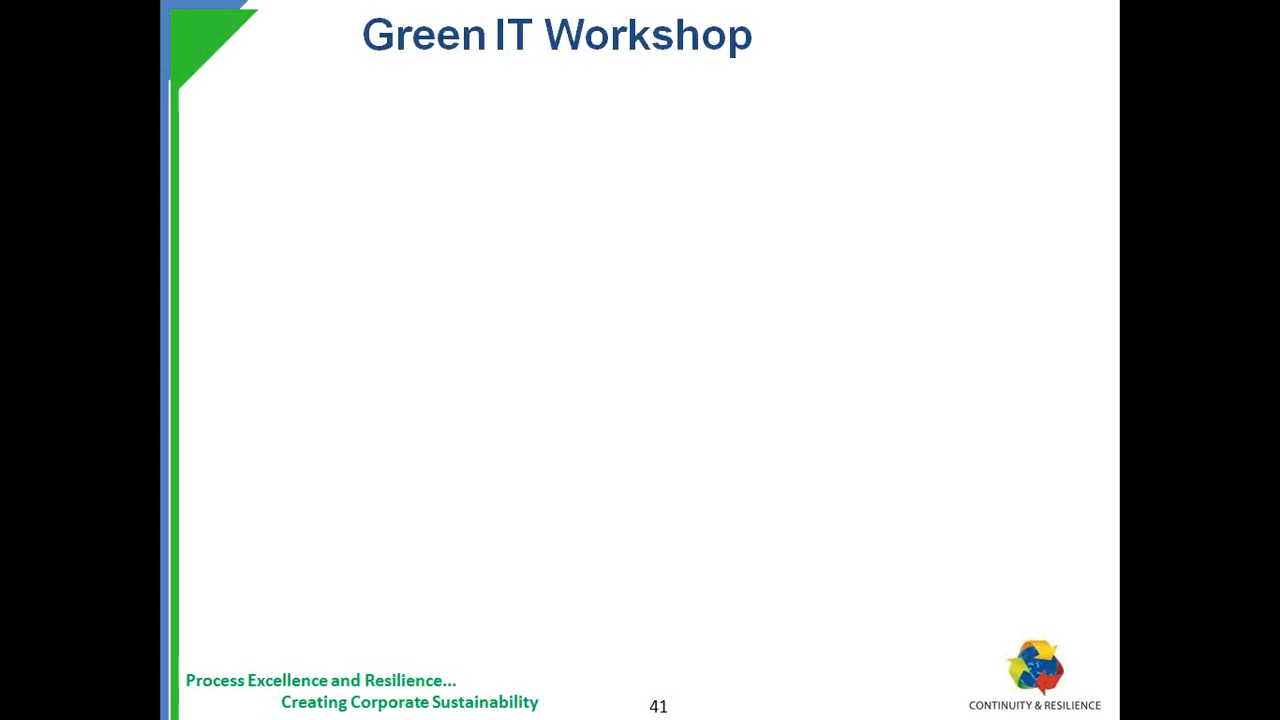 Green IT Workshop
Process Excellence and Resilience...
Creating Corporate Sustainability
41
CONTINUITY & RESILIENCE